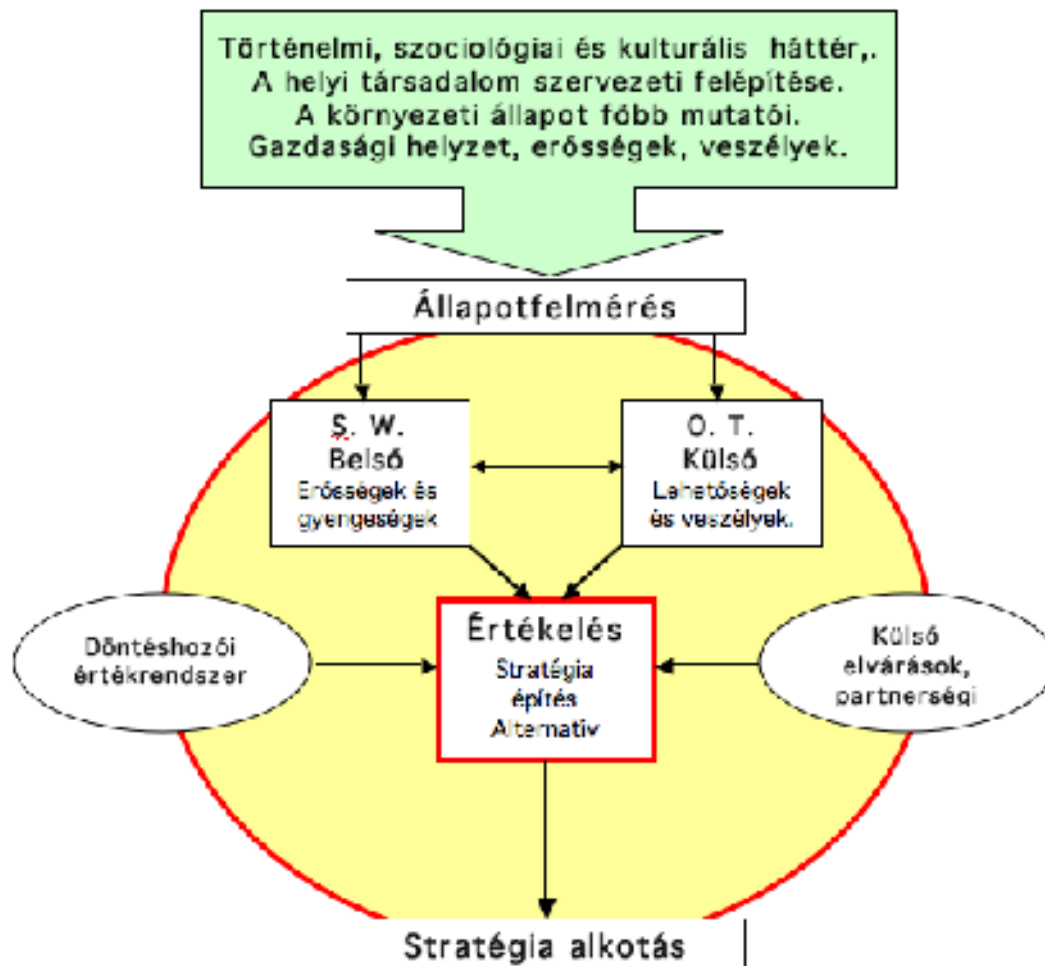 Történelmi, szociológiai és kulturális háttér,.
A helyi társadalom szervezeti felépítése.
A környezeti állapot főbb mutatói.
Gazdasági helyzet, erősségek, veszélyek.
Állapotfelmérés
S. W.
Belső
Erősségek és
gyengeségek
O. T.
Külső
Lehetőségek
és veszélyek.
Döntéshozói
értékrendszer
Értékelés
Stratégia
építés
Alternatív
Külső
elvárások,
partnerségi
Stratégia alkotás